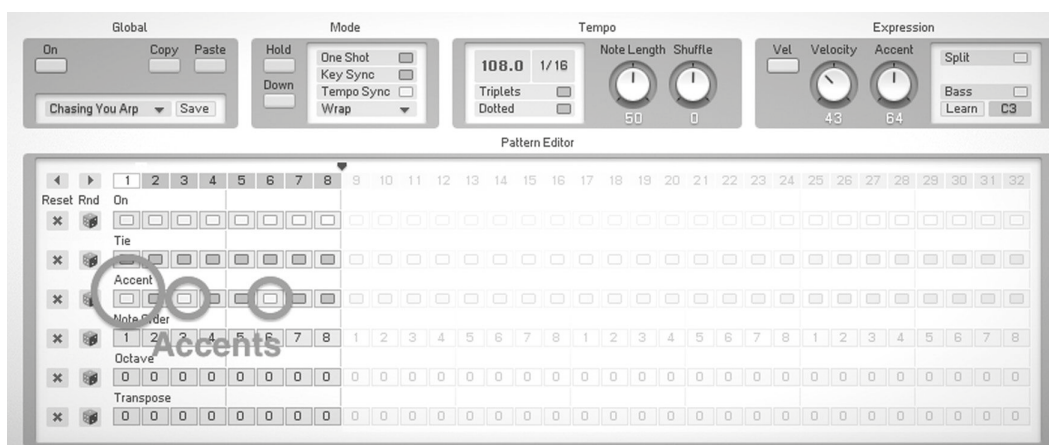 Global
Mode
Tempo
Expression
On Copy Paste
Chasing You Arp Save
Hold
Down
One Shot
Key Sync
Tempo Sync
Wrap
108.0 1/16
Triplets
Dotted
Note Length Shuffle
50 0
Vel Velocity Accent
43 64
Split
Bass
Learn C3
Pattern Editor
1 2 3 4 5 6 7 8 9 10 11 12 13 14 15 16 17 18 19 20 21 22 23 24 25 26 27 28 29 30 31 32
Reset Rnd On
Tie
Accent
Note Order
1 2 3 4 5 6 7 8 1 2 3 4 5 6 7 8 1 2 3 4 5 6 7 8 1 2 3 4 5 6 7 8
Accents
Octave
0 0 0 0 0 0 0 0 0 0 0 0 0 0 0 0 0 0 0 0 0 0 0 0 0 0 0 0 0 0 0 0
Transpose
0 0 0 0 0 0 0 0 0 0 0 0 0 0 0 0 0 0 0 0 0 0 0 0 0 0 0 0 0 0 0 0